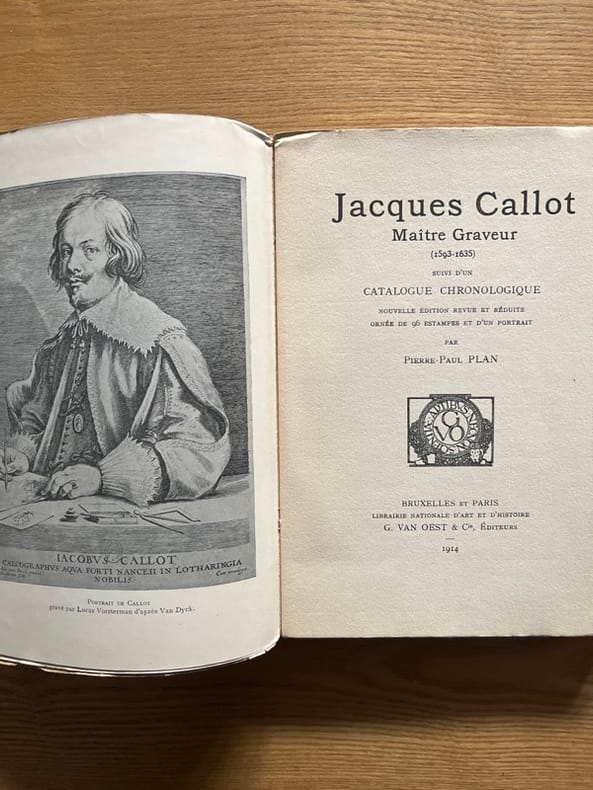 IACOBVS CALLOT
CALCOGRAPHVS AQVA FORTI NANCEII IN LOTHARINGIA
NOBILIS.
Cum privilegio
PORTRAIT DE CALLOT
gravé par Lucas Vorsterman d'après Van Dyck.
Jacques Callot
Maître Graveur
(1593-1635)
SUIVI D'UN
CATALOGUE CHRONOLOGIQUE
NOUVELLE ÉDITION REVUE ET RÉDUITE
ORNÉE DE 96 ESTAMPES ET D'UN PORTRAIT
PAR
PIERRE-PAUL PLAN
GVO
BRUXELLES ET PARIS
LIBRAIRIE NATIONALE D'ART ET D'HISTOIRE
G. VAN OEST & Cie, ÉDITEURS
1914